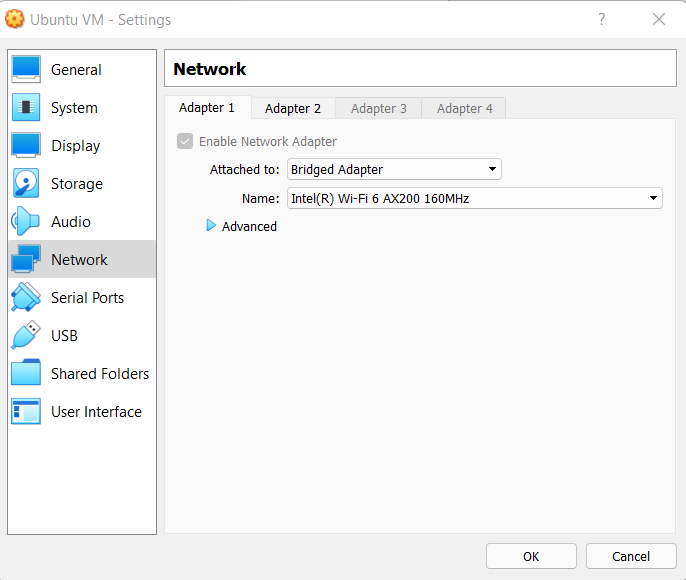 Ubuntu VM - Settings
?
General
System
Display
Storage
Audio
Network
Serial Ports
USB
Shared Folders
User Interface
Network
Adapter 1 Adapter 2 Adapter 3 Adapter 4
Enable Network Adapter
Attached to: Bridged Adapter
Name: Intel(R) Wi-Fi 6 AX200 160MHz
Advanced
OK Cancel